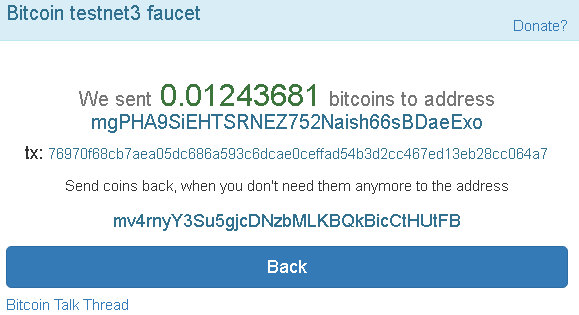 Bitcoin testnet3 faucet
Donate?
We sent 0.01243681 bitcoins to address
mgPHA9SiEHTSRNEZ752Naish66sBDaeExo
tx: 76970f68cb7aea05dc686a593c6dcae0ceffad54b3d2cc467ed13eb28cc064a7
Send coins back, when you don't need them anymore to the address
mv4rnyY3Su5gjcDNzbMLKBQkBicCtHUtFB
Back
Bitcoin Talk Thread